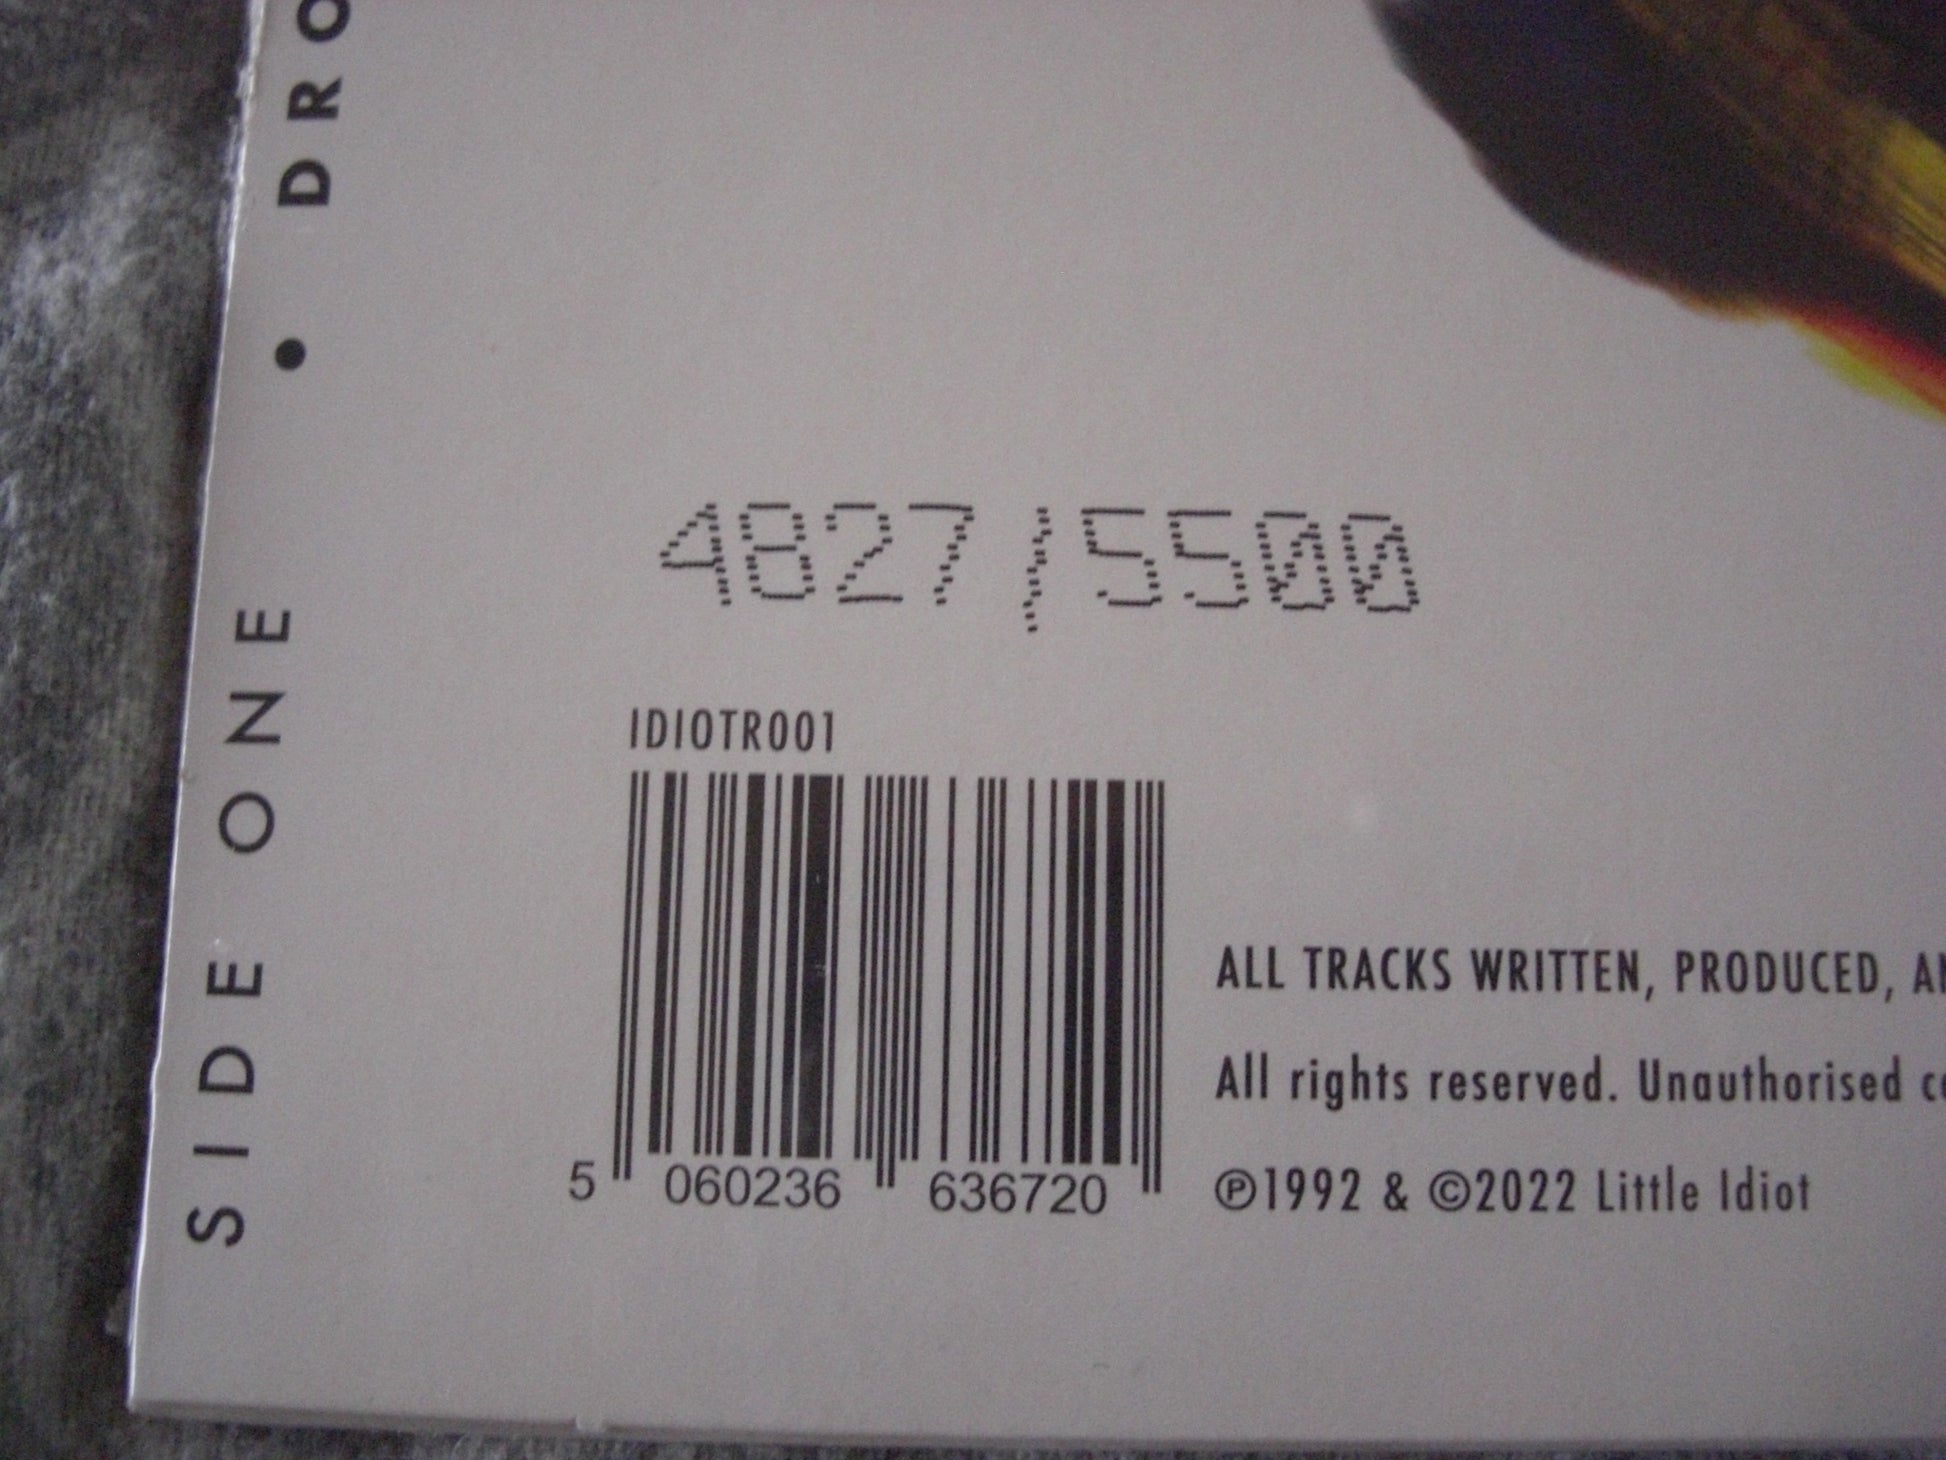 SIDE ONE • DRO
4827/5500
IDIOTR001
5 060236 636720
ALL TRACKS WRITTEN, PRODUCED,
All rights reserved. Unauthorised
℗1992 & ©2022 Little Idiot